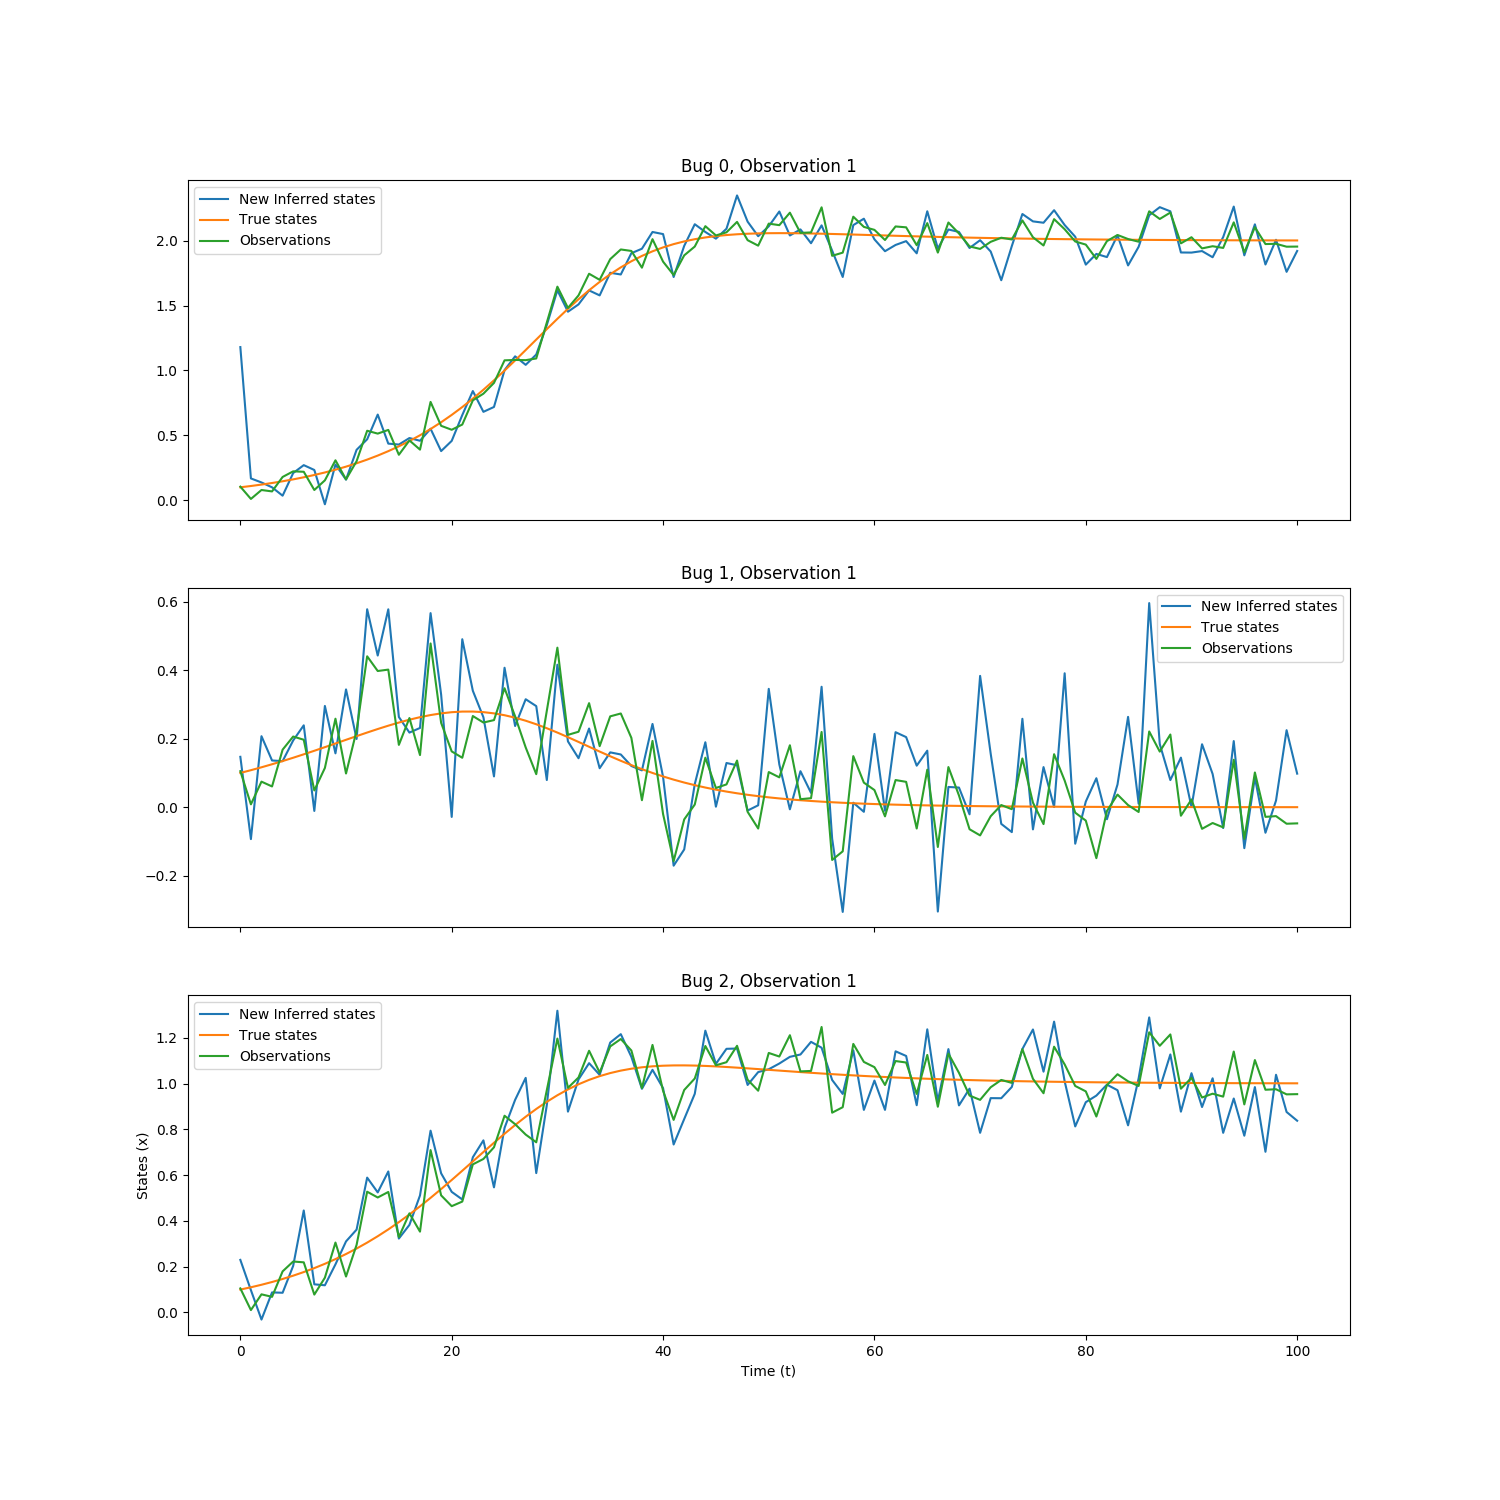 Bug 0, Observation 1
New Inferred states
True states
Observations
2.0
1.5
1.0
0.5
0.0
Bug 1, Observation 1
New Inferred states
True states
Observations
0.6
0.4
0.2
0.0
−0.2
Bug 2, Observation 1
New Inferred states
True states
Observations
1.2
1.0
0.8
0.6
0.4
0.2
0.0
States (x)
0 20 40 60 80 100
Time (t)